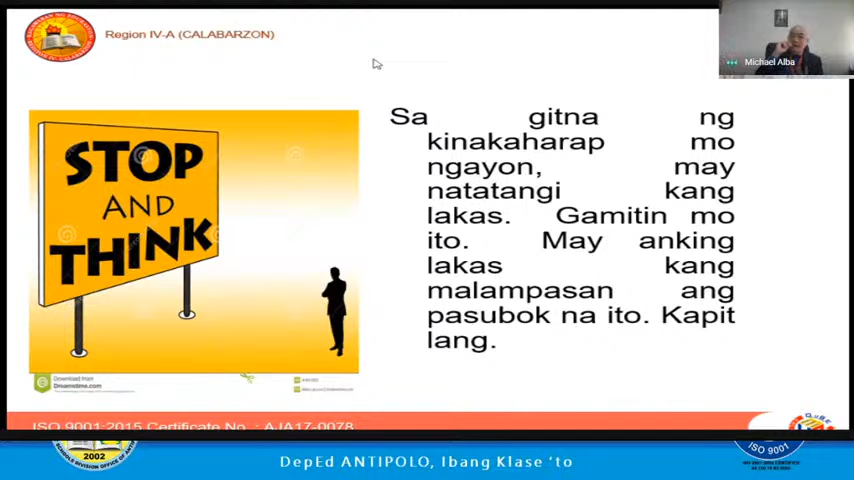 Region IV-A (CALABARZON)
Michael Alba
STOP
AND
THINK
Sa gitna ng
kinakaharap mo
ngayon, may
natatangi kang
lakas. Gamitin mo
ito. May anking
lakas kang
malampasan ang
pasubok na ito. Kapit
lang.
Download from
Dreamstime.com
ISO 9001:2015 Certificate No. : AJA17-0078
2002
ISO 9001
DepEd ANTIPOLO, Ibang Klase 'to